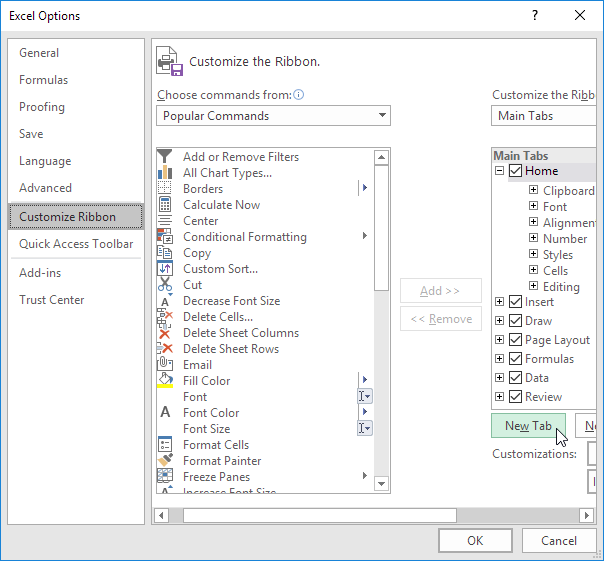 Excel Options
General
Formulas
Proofing
Save
Language
Advanced
Customize Ribbon
Quick Access Toolbar
Add-ins
Trust Center
Customize the Ribbon.
Choose commands from:
Popular Commands
Add or Remove Filters
All Chart Types...
Borders
Calculate Now
Center
Conditional Formatting
Copy
Custom Sort...
Cut
Decrease Font Size
Delete Cells...
Delete Sheet Columns
Delete Sheet Rows
Email
Fill Color
Font
Font Color
Font Size
Format Cells
Format Painter
Freeze Panes
Increase Font Size
Add >>
<< Remove
Customize the Ribb
Main Tabs
Main Tabs
Home
Clipboard
Font
Alignment
Number
Styles
Cells
Editing
Insert
Draw
Page Layout
Formulas
Data
Review
New Tab
Customizations:
OK
Cancel